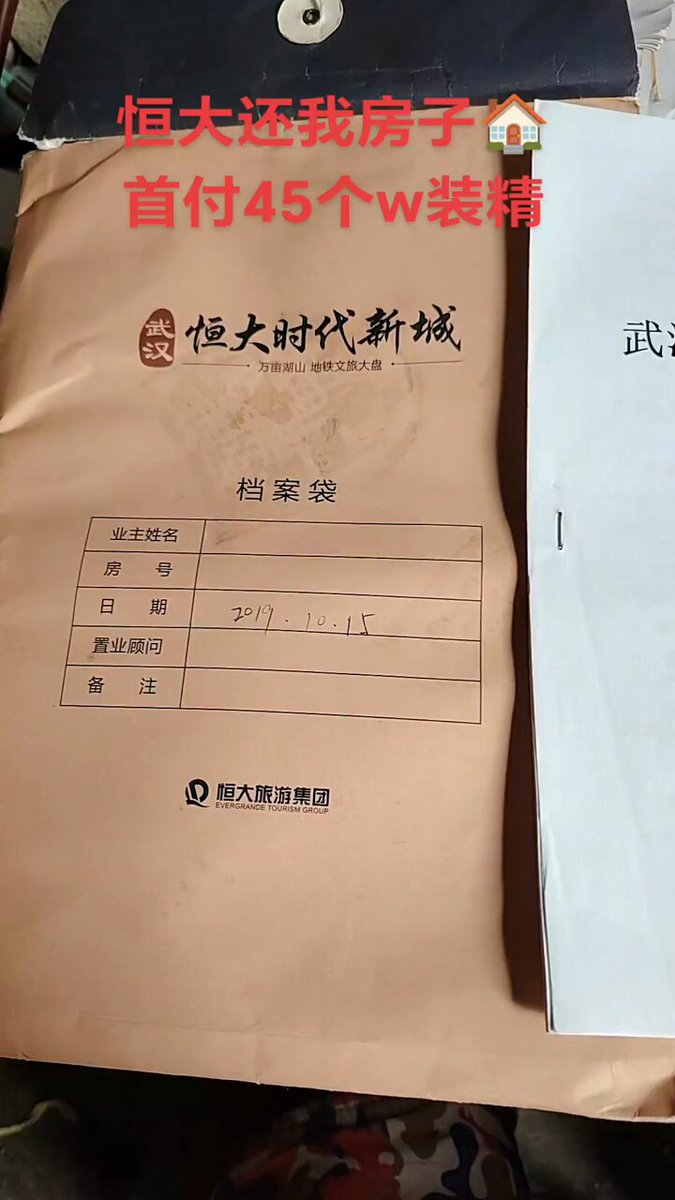 恒大还我房子🏠
首付45个w装精
武汉 恒大时代新城
万亩湖山 地铁文旅大盘
档案袋
业主姓名
房 号
日 期 2019.10.15
置业顾问
备 注
恒大旅游集团
EVERGRANDE TOURISM GROUP
武